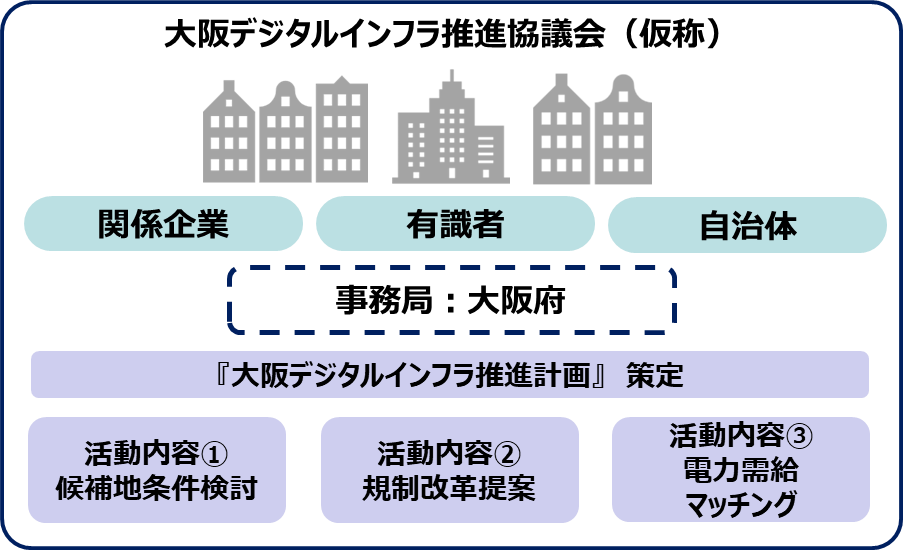 大阪デジタルインフラ推進協議会（仮称）
関係企業
有識者
自治体
事務局：大阪府
『大阪デジタルインフラ推進計画』 策定
活動内容①
候補地条件検討
活動内容②
規制改革提案
活動内容③
電力需給
マッチング